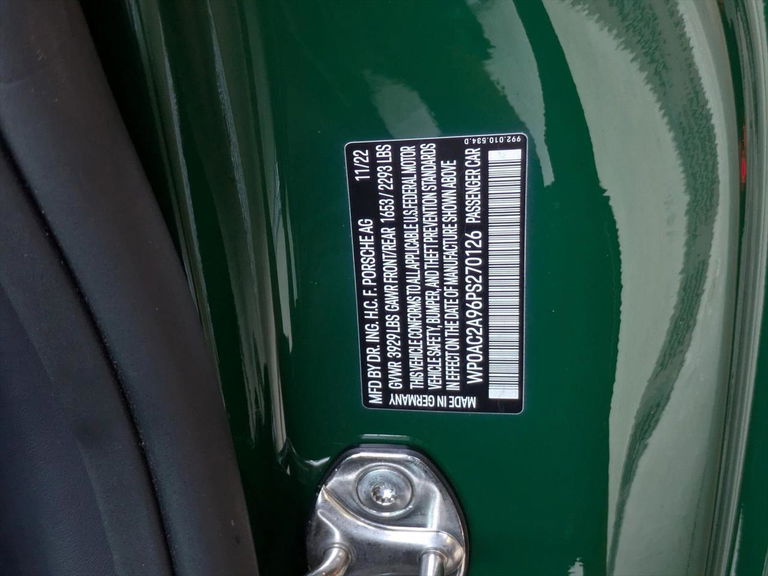 MFD BY DR. ING. H.C. F. PORSCHE AG 11/22
GVWR 3929 LBS GAWR FRONT/REAR 1653/2293 LBS
THIS VEHICLE CONFORMS TO ALL APPLICABLE U.S. FEDERAL MOTOR
VEHICLE SAFETY, BUMPER, AND THEFT PREVENTION STANDARDS
IN EFFECT ON THE DATE OF MANUFACTURE SHOWN ABOVE
WP0AC2A96PS270126 PASSENGER CAR
MADE IN GERMANY
992.010.534.D